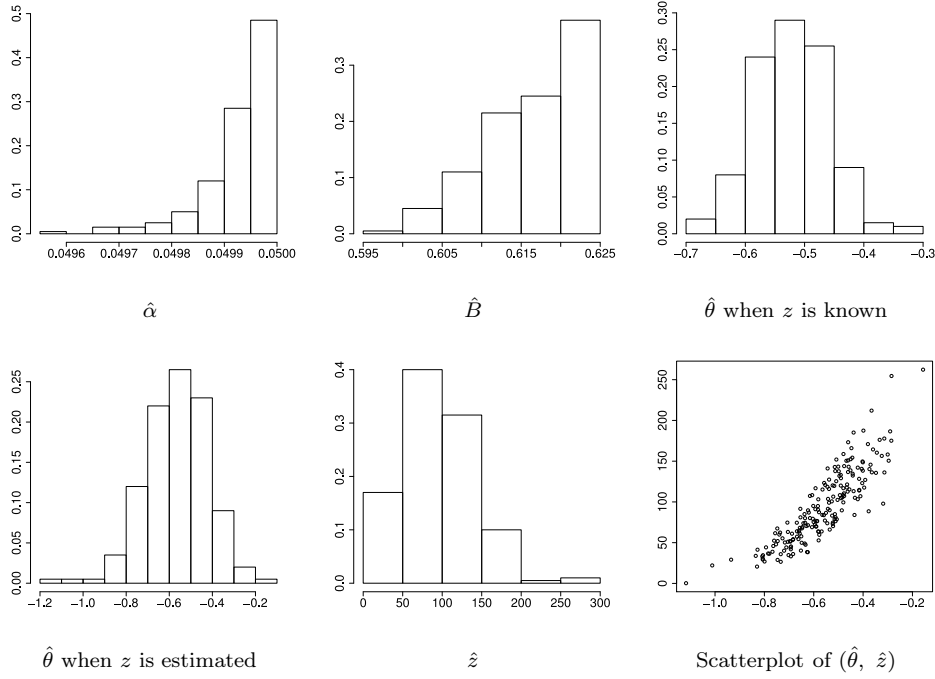 0.0 0.1 0.2 0.3 0.4 0.5
0.0496 0.0497 0.0498 0.0499 0.0500
α̂
0.0 0.1 0.2 0.3
0.595 0.605 0.615 0.625
B̂
0.00 0.05 0.10 0.15 0.20 0.25 0.30
−0.7 −0.6 −0.5 −0.4 −0.3
θ̂ when z is known
0.00 0.05 0.10 0.15 0.20 0.25
−1.2 −1.0 −0.8 −0.6 −0.4 −0.2
θ̂ when z is estimated
0.0 0.1 0.2 0.3 0.4
0 50 100 150 200 250 300
ẑ
0 50 100 150 200 250
−1.0 −0.8 −0.6 −0.4 −0.2
Scatterplot of (θ̂, ẑ)